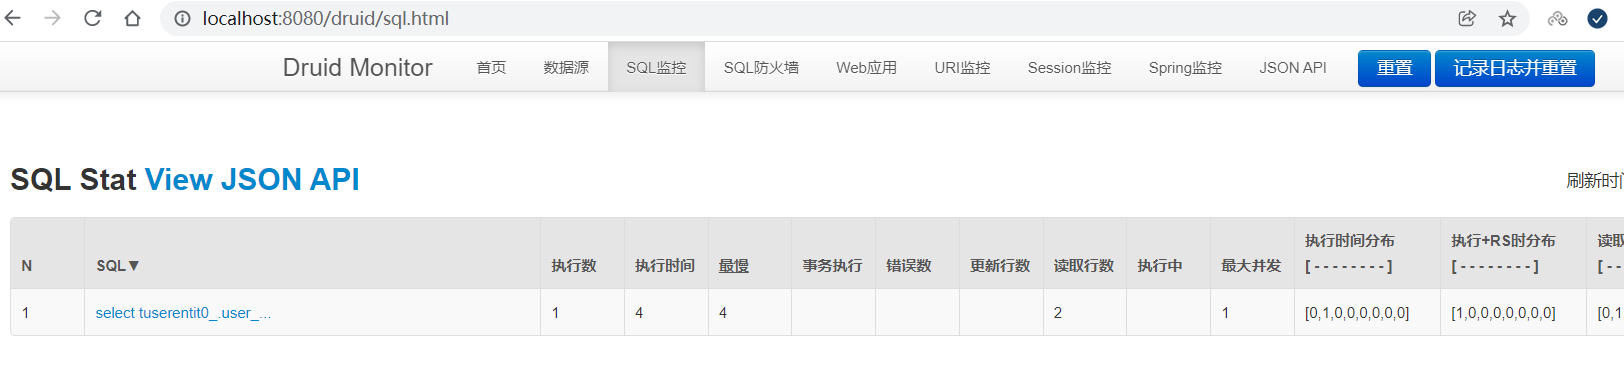 localhost:8080/druid/sql.html
Druid Monitor 首页 数据源 SQL监控 SQL防火墙 Web应用 URI监控 Session监控 Spring监控 JSON API 重置 记录日志并重置
SQL Stat View JSON API 刷新时间
N SQL▼ 执行数 执行时间 最慢 事务执行 错误数 更新行数 读取行数 执行中 最大并发 执行时间分布 执行+RS时分布 读取
[ - - - - - - - - ] [ - - - - - - - - ] [ - -
1 select tuserentit0_.user_... 1 4 4 2 1 [0,1,0,0,0,0,0,0] [1,0,0,0,0,0,0,0] [0,1